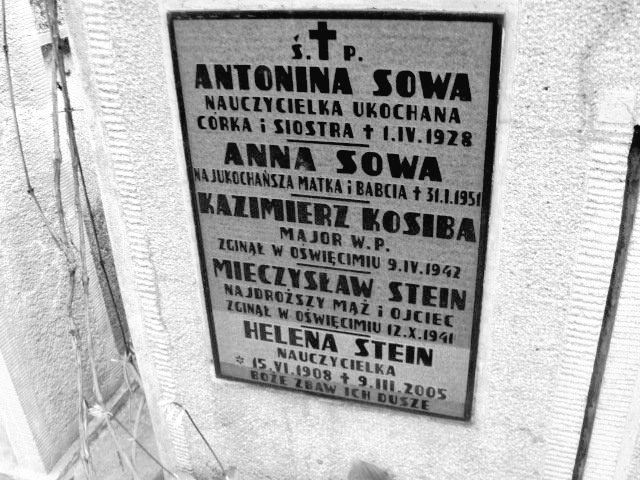 Ś. P.
ANTONINA SOWA
NAUCZYCIELKA UKOCHANA
CÓRKA i SIOSTRA ✝ 1.IV.1928
ANNA SOWA
NAJUKOCHAŃSZA MATKA i BABCIA ✝ 31.1.1951
KAZIMIERZ KOSIBA
MAJOR W.P.
ZGINĄŁ W OŚWIĘCIMIU 9.IV.1942
MIECZYSŁAW STEIN
NAJDROŻSZY MĄŻ i OJCIEC
ZGINĄŁ W OŚWIĘCIMIU 12.X.1941
HELENA STEIN
NAUCZYCIELKA
* 15.VI.1908 ✝ 9.III.2005
BOŻE ZBAW ICH DUSZE